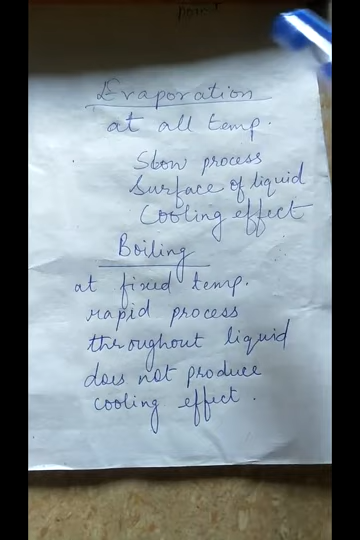 point
Evaporation
at all temp.
Slow process
Surface of liquid
Cooling effect
Boiling
at fixed temp.
rapid process
throughout liquid
does not produce
cooling effect.